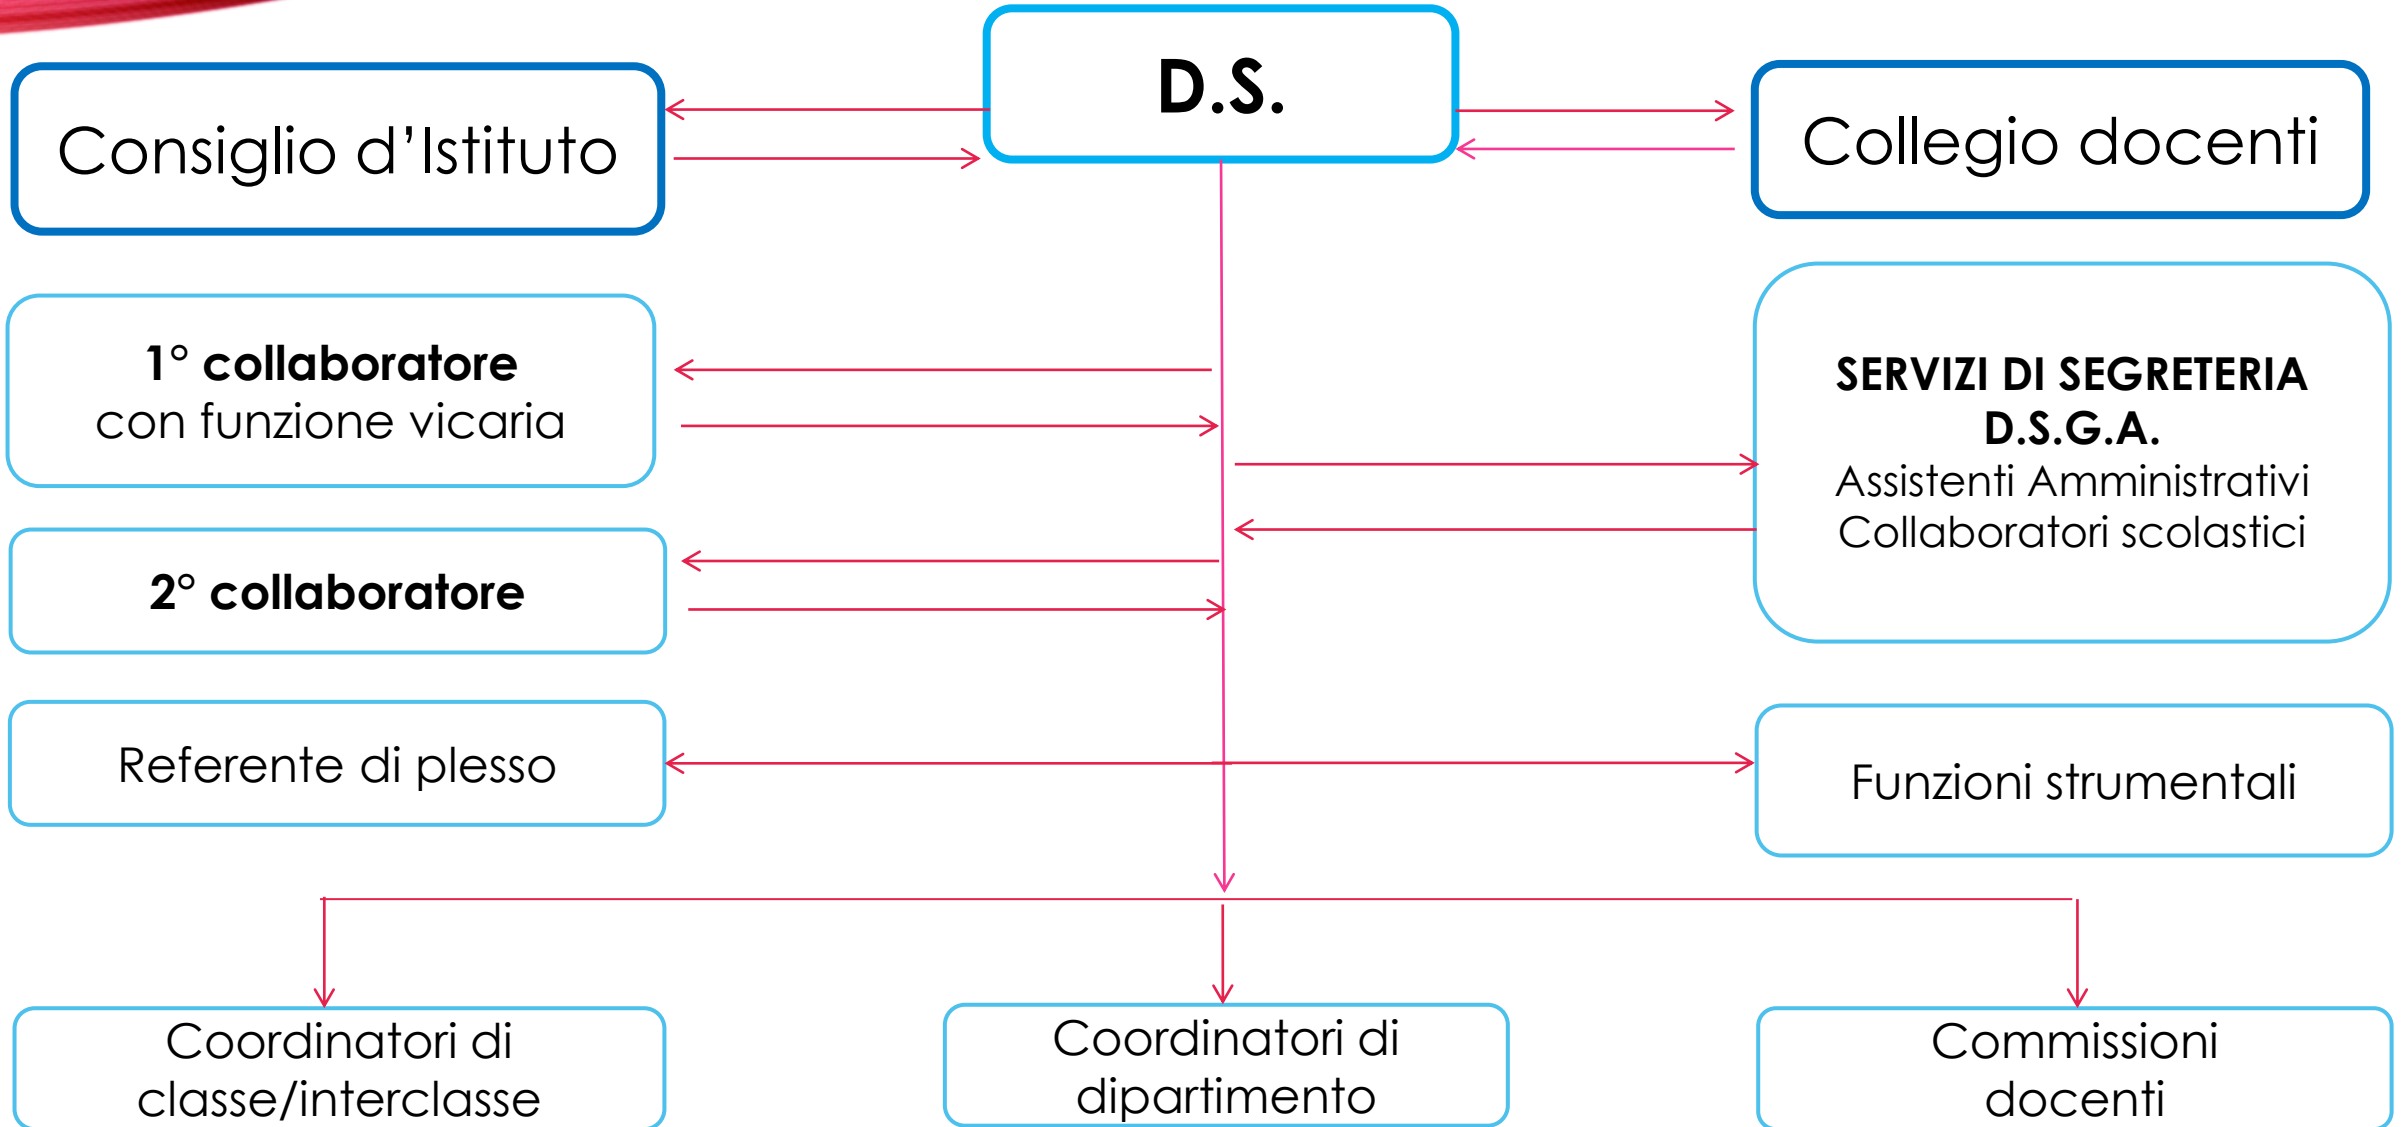 D.S.
Consiglio d’Istituto
Collegio docenti
1° collaboratore
con funzione vicaria
SERVIZI DI SEGRETERIA
D.S.G.A.
Assistenti Amministrativi
Collaboratori scolastici
2° collaboratore
Referente di plesso
Funzioni strumentali
Coordinatori di
classe/interclasse
Coordinatori di
dipartimento
Commissioni
docenti